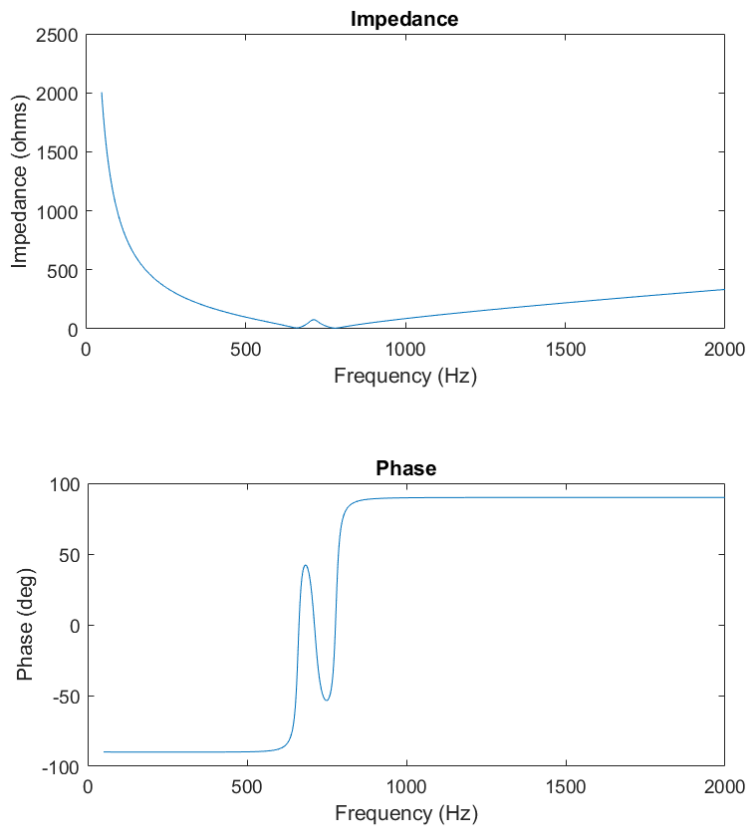 Impedance
2500
2000
1500
1000
500
0
Impedance (ohms)
0 500 1000 1500 2000
Frequency (Hz)
Phase
100
50
0
-50
-100
Phase (deg)
0 500 1000 1500 2000
Frequency (Hz)